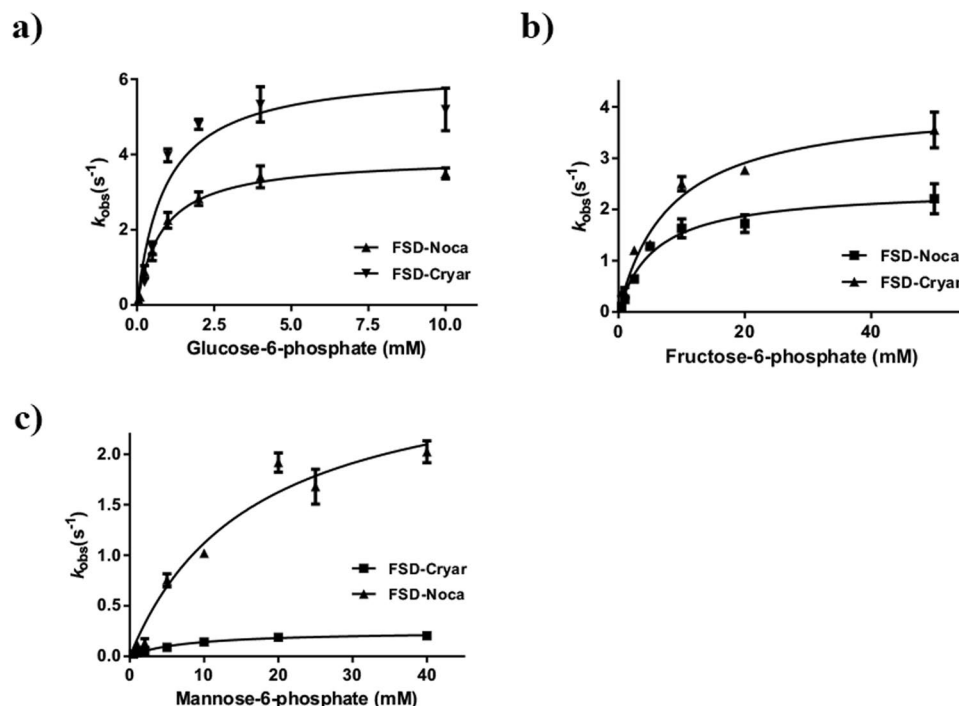 a)
k_obs(s⁻¹)
6
4
2
0
0.0 2.5 5.0 7.5 10.0
Glucose-6-phosphate (mM)
FSD-Noca
FSD-Cryar
b)
k_obs(s⁻¹)
4
3
2
1
0
0 20 40
Fructose-6-phosphate (mM)
FSD-Noca
FSD-Cryar
c)
k_obs(s⁻¹)
2.0
1.5
1.0
0.5
0.0
0 10 20 30 40
Mannose-6-phosphate (mM)
FSD-Cryar
FSD-Noca